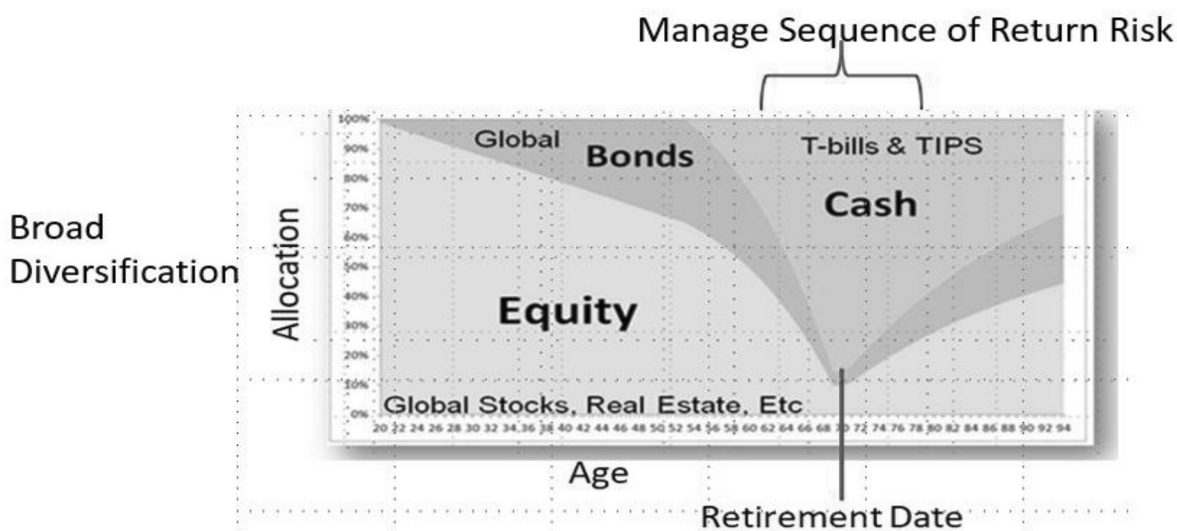 Manage Sequence of Return Risk
Broad
Diversification
Allocation
100%
90%
80%
70%
60%
50%
40%
30%
20%
10%
0%
Global Bonds
T-bills & TIPS
Cash
Equity
Global Stocks, Real Estate, Etc
20 22 24 26 28 30 32 34 36 38 40 42 44 46 48 50 52 54 56 58 60 62 64 66 68 70 72 74 76 78 80 82 84 86 88 90 92 94
Age
Retirement Date